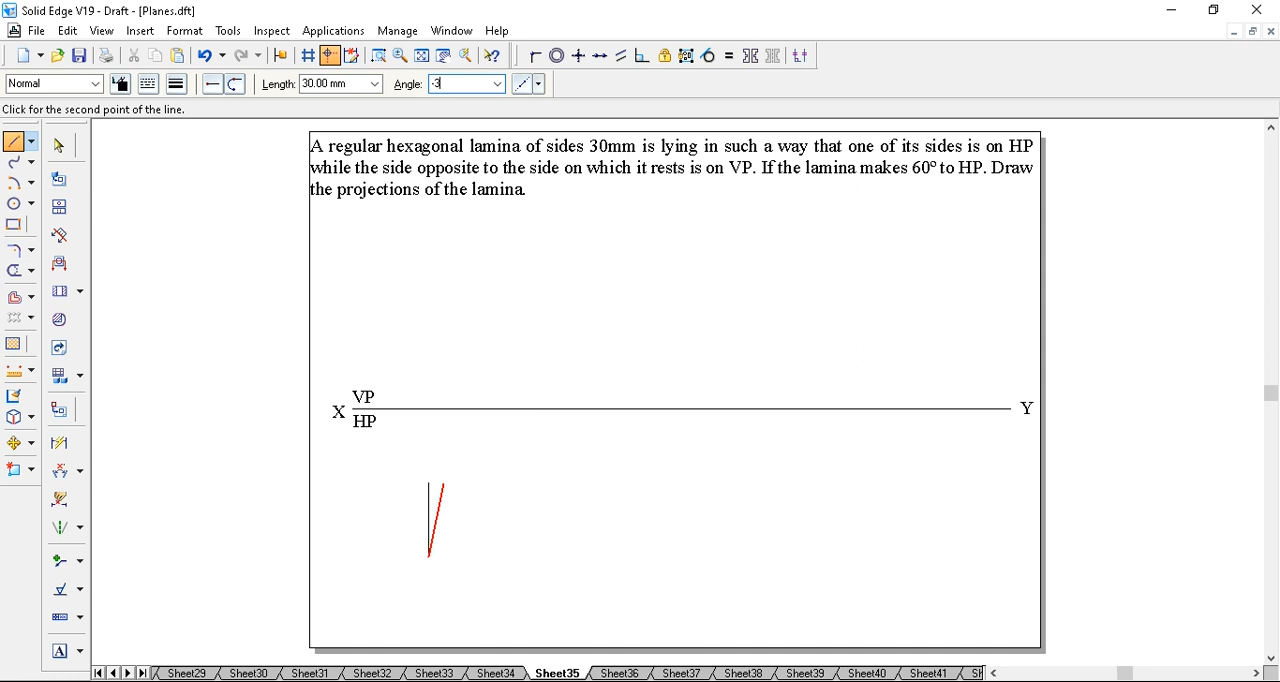 Solid Edge V19 - Draft - [Planes.dft]
File Edit View Insert Format Tools Inspect Applications Manage Window Help
Normal Length: 30.00 mm Angle: -3
Click for the second point of the line.
A regular hexagonal lamina of sides 30mm is lying in such a way that one of its sides is on HP
while the side opposite to the side on which it rests is on VP. If the lamina makes 60° to HP. Draw
the projections of the lamina.
VP
X Y
HP
A
Sheet29 Sheet30 Sheet31 Sheet32 Sheet33 Sheet34 Sheet35 Sheet36 Sheet37 Sheet38 Sheet39 Sheet40 Sheet41